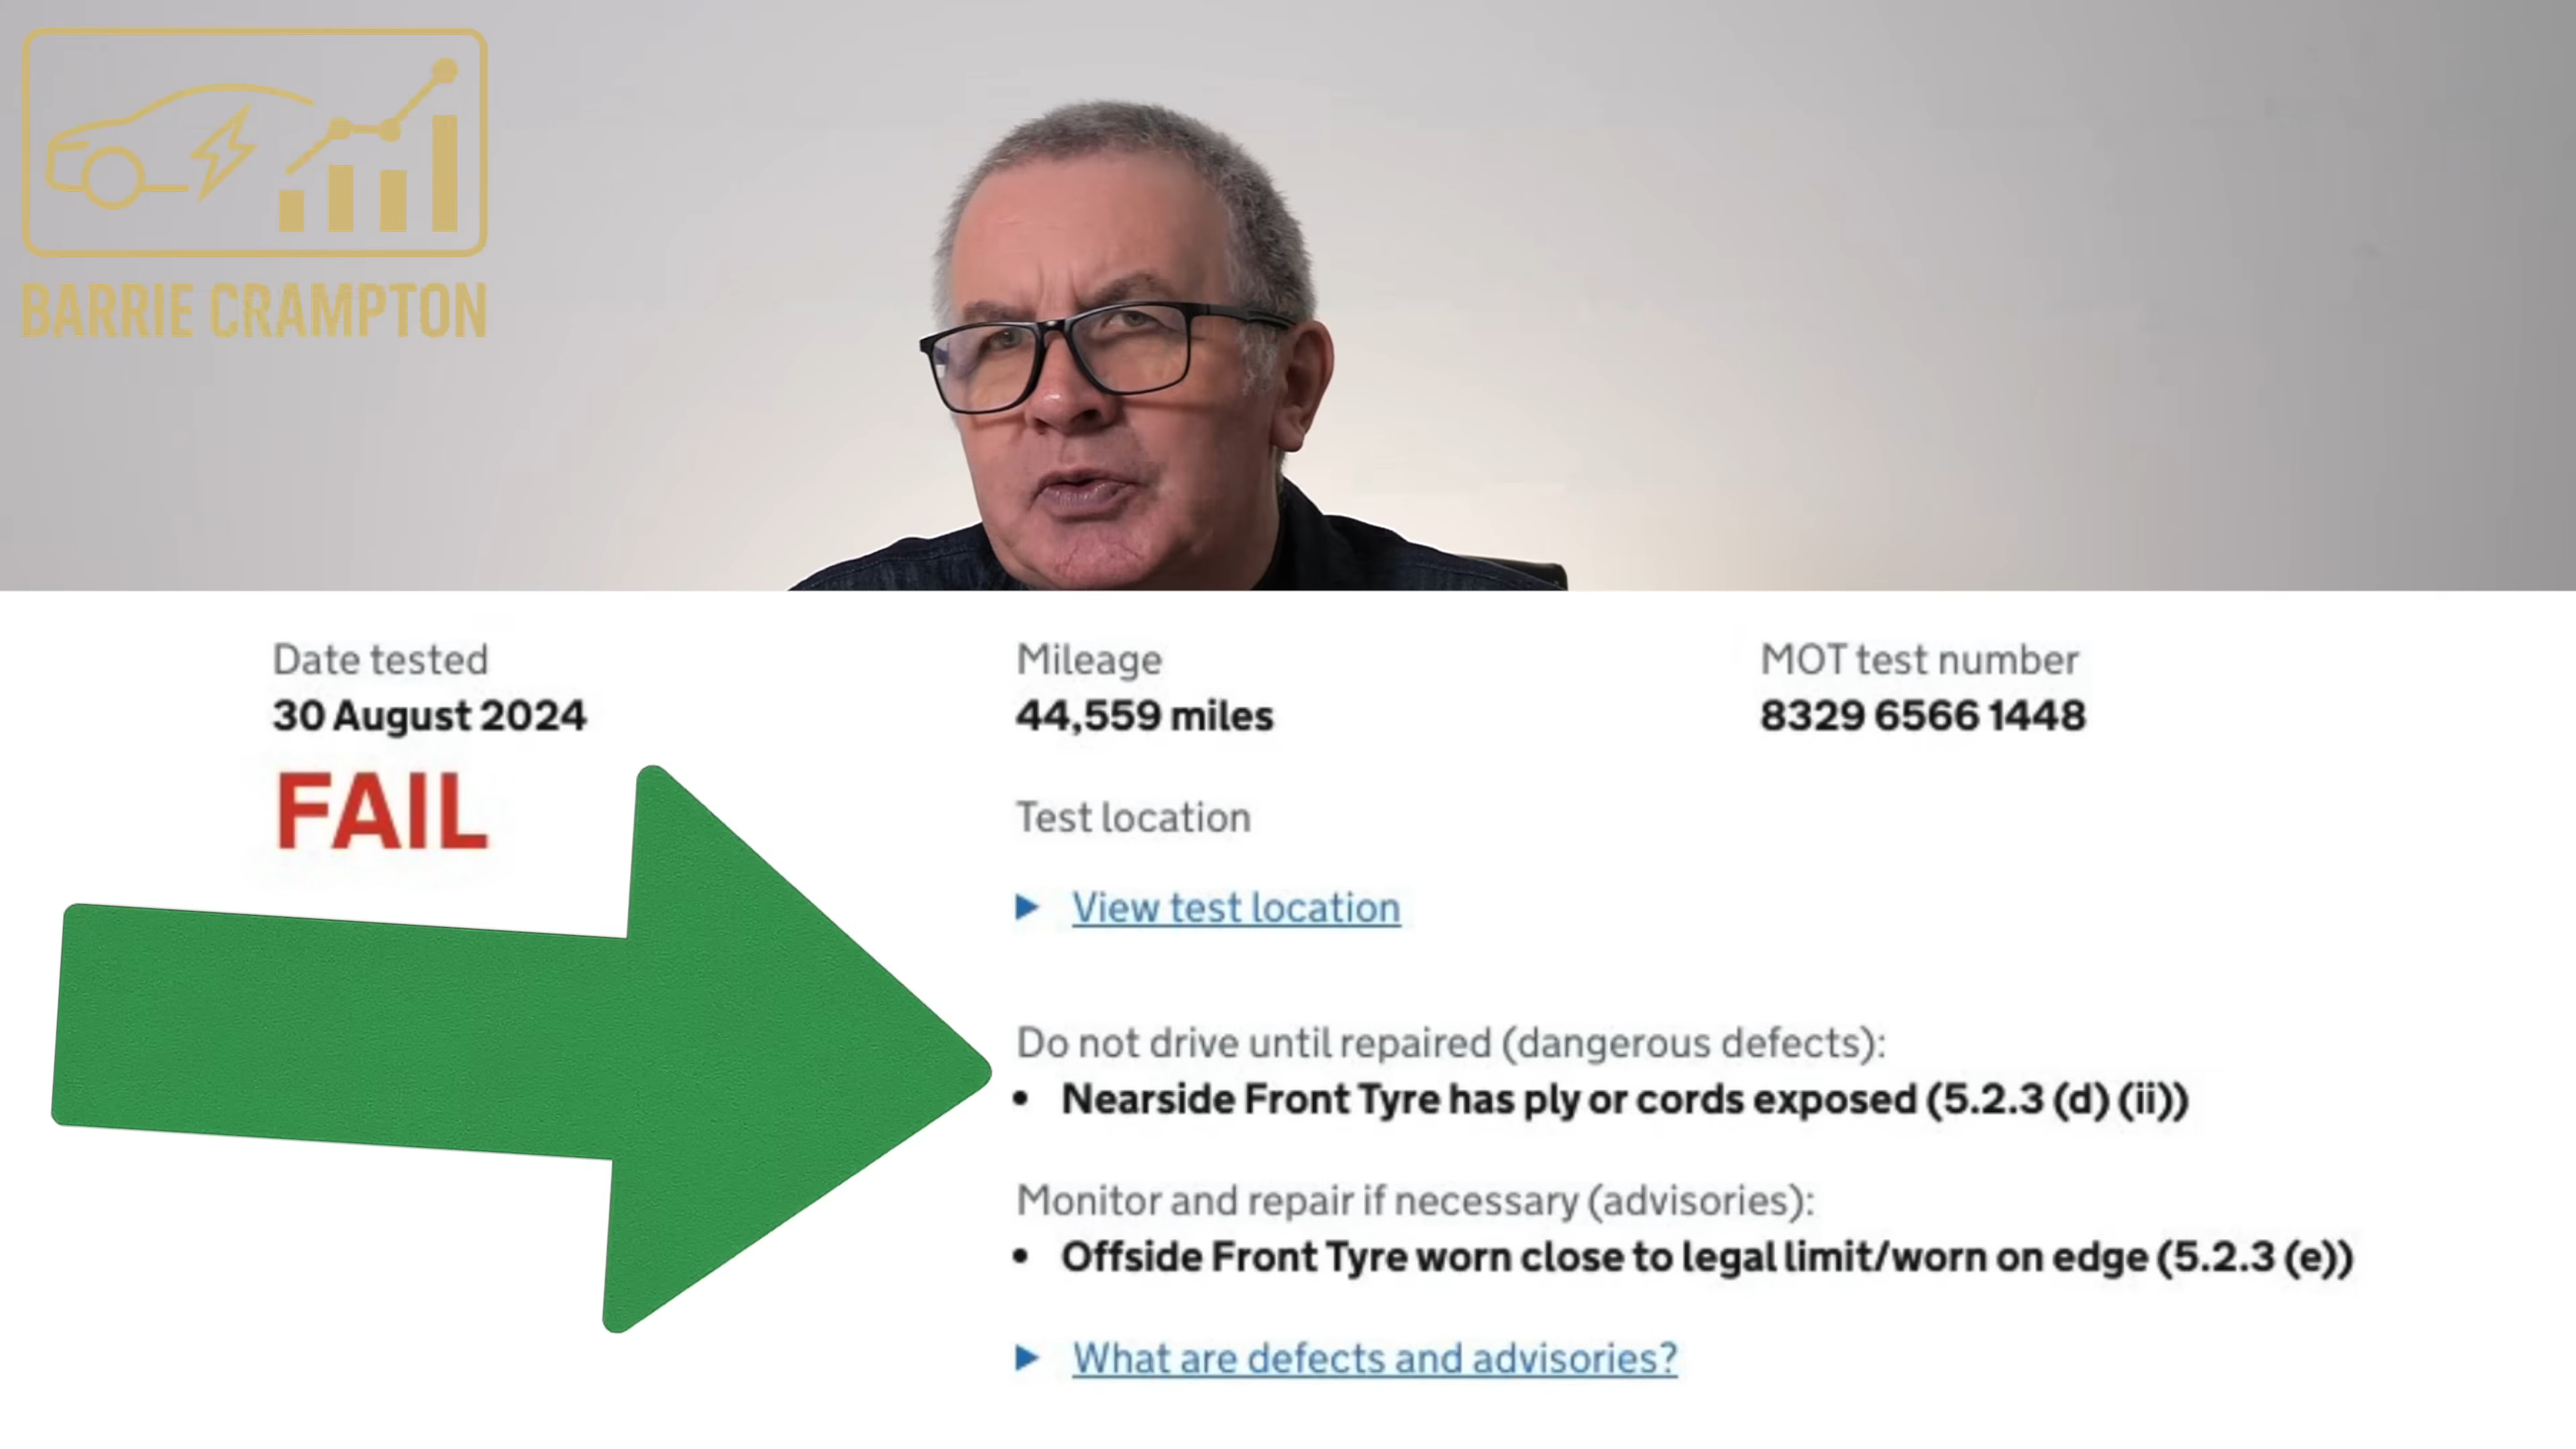 BARRIE CRAMPTON
Date tested
30 August 2024
FAIL
Mileage
44,559 miles
MOT test number
8329 6566 1448
Test location
View test location
Do not drive until repaired (dangerous defects):
• Nearside Front Tyre has ply or cords exposed (5.2.3 (d) (ii))
Monitor and repair if necessary (advisories):
• Offside Front Tyre worn close to legal limit/worn on edge (5.2.3 (e))
What are defects and advisories?